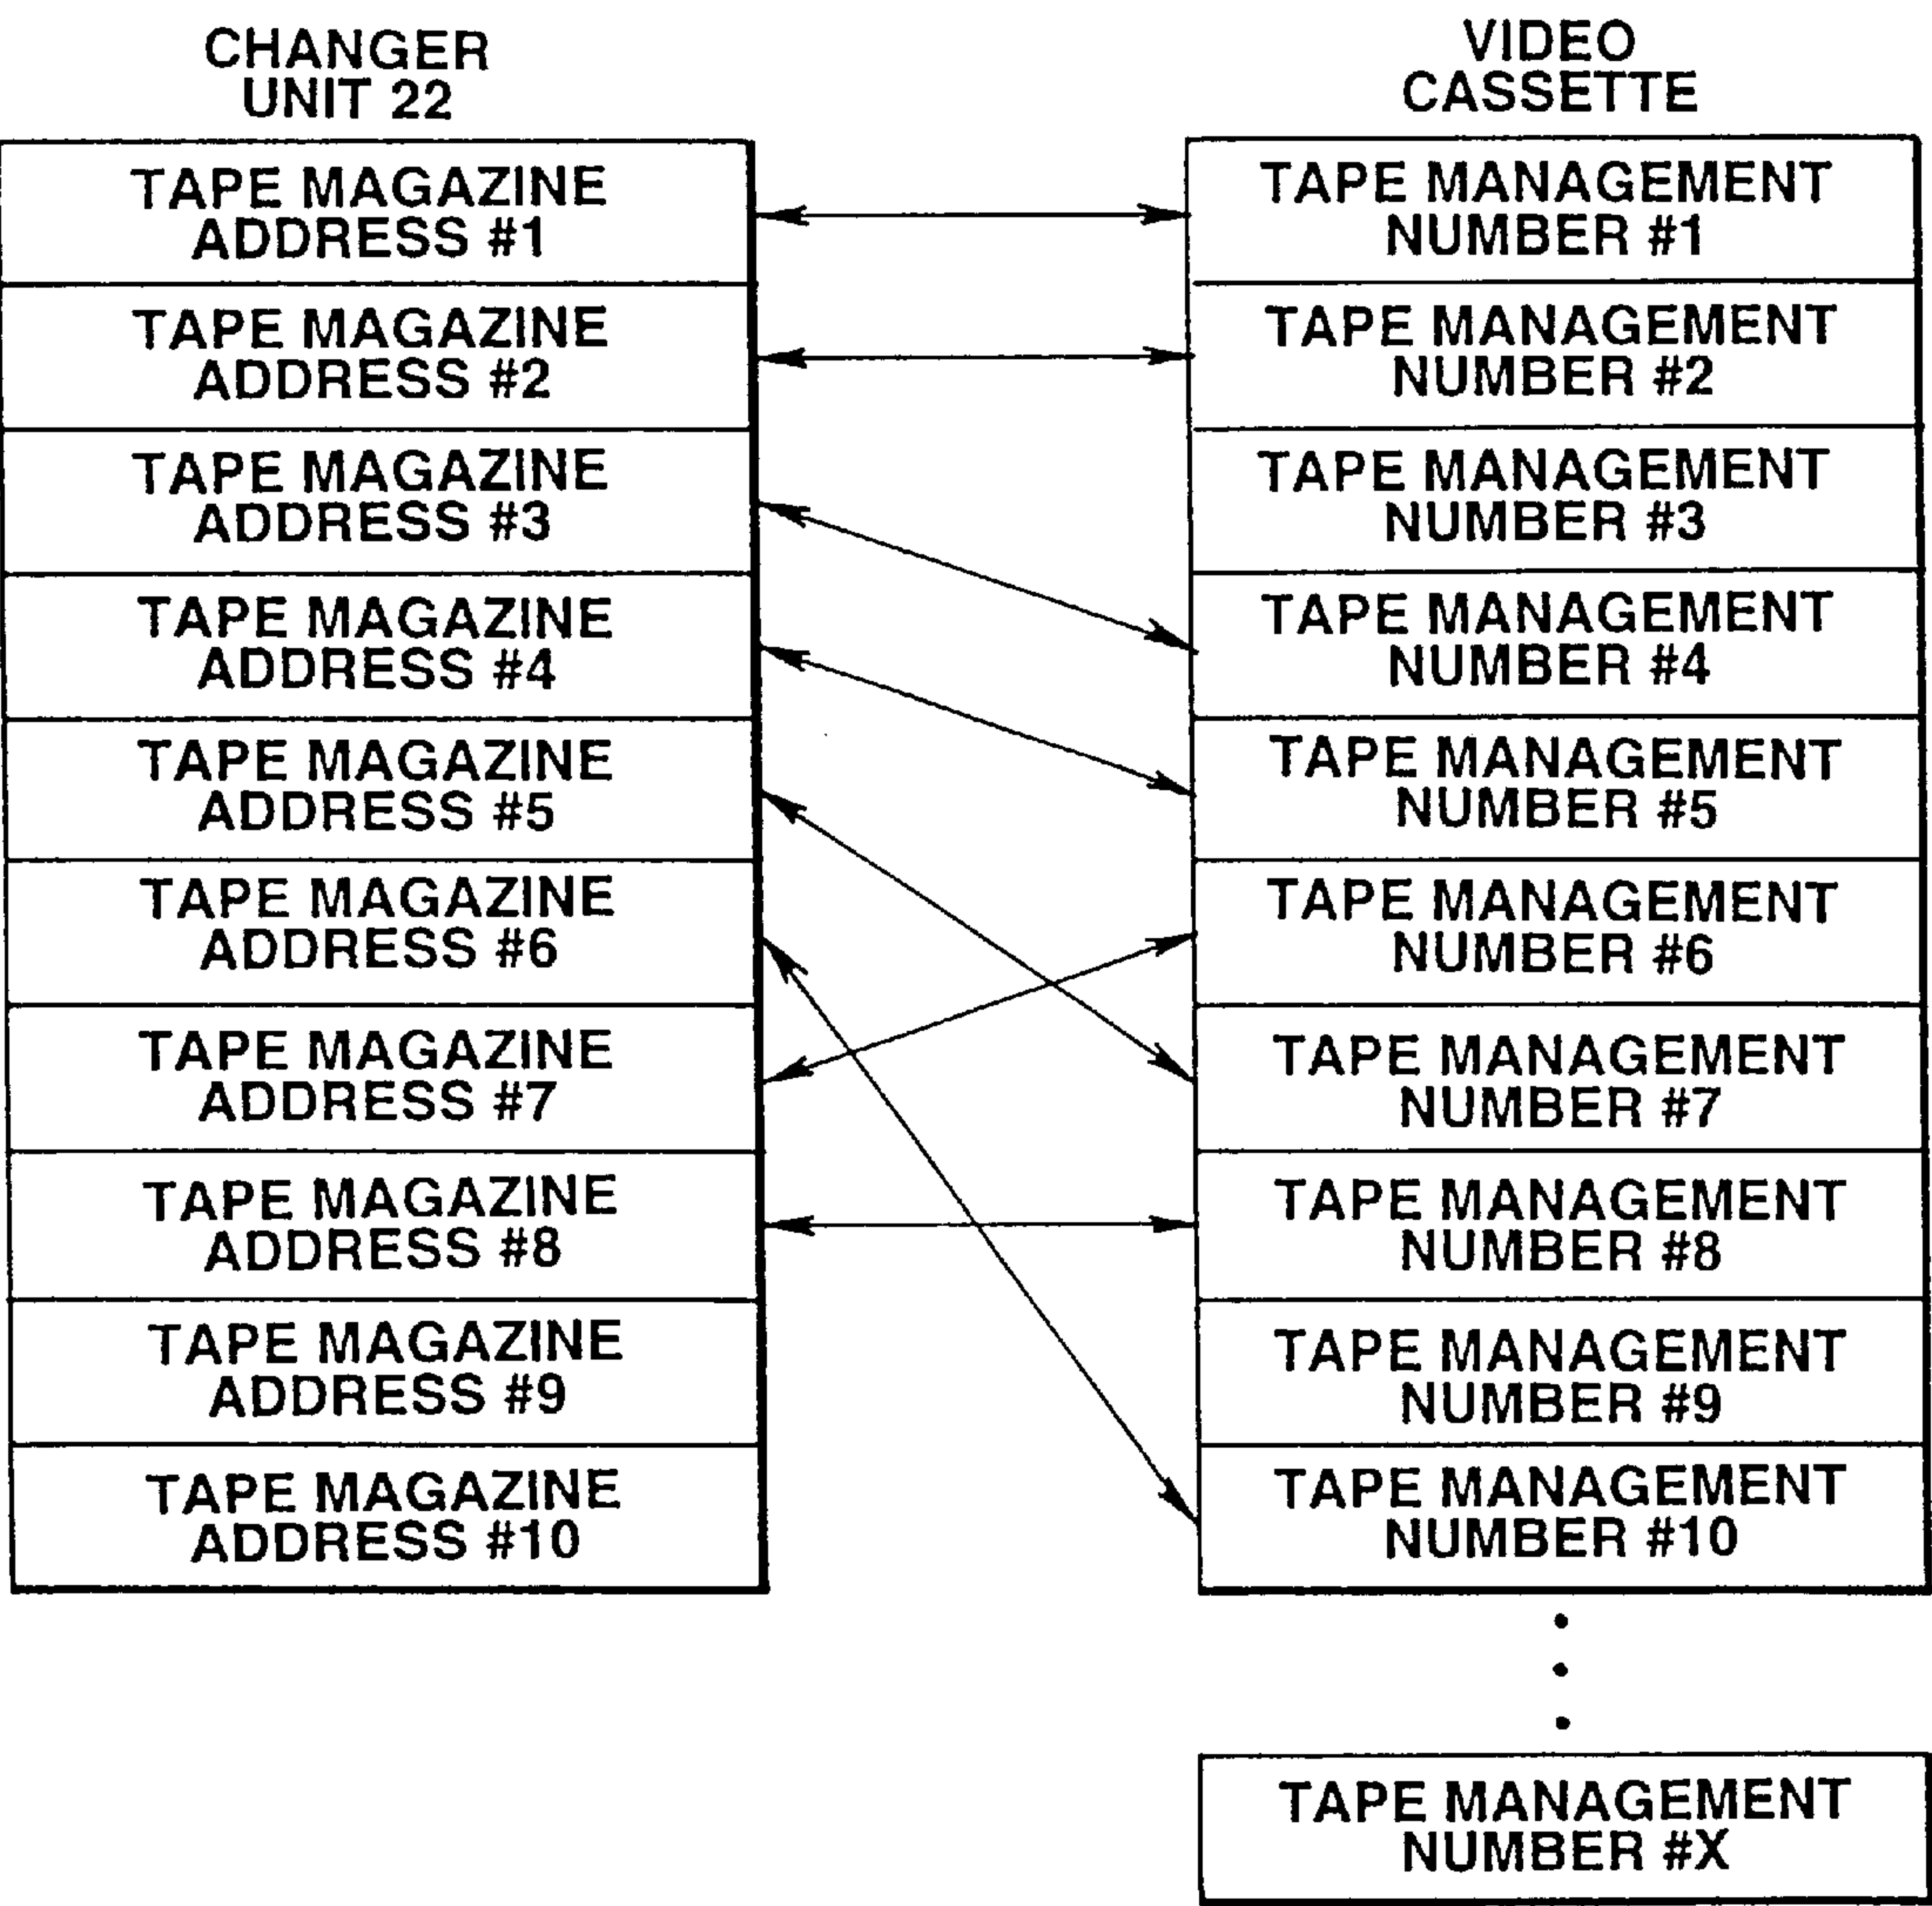 CHANGER
UNIT 22
TAPE MAGAZINE
ADDRESS #1
TAPE MAGAZINE
ADDRESS #2
TAPE MAGAZINE
ADDRESS #3
TAPE MAGAZINE
ADDRESS #4
TAPE MAGAZINE
ADDRESS #5
TAPE MAGAZINE
ADDRESS #6
TAPE MAGAZINE
ADDRESS #7
TAPE MAGAZINE
ADDRESS #8
TAPE MAGAZINE
ADDRESS #9
TAPE MAGAZINE
ADDRESS #10
VIDEO
CASSETTE
TAPE MANAGEMENT
NUMBER #1
TAPE MANAGEMENT
NUMBER #2
TAPE MANAGEMENT
NUMBER #3
TAPE MANAGEMENT
NUMBER #4
TAPE MANAGEMENT
NUMBER #5
TAPE MANAGEMENT
NUMBER #6
TAPE MANAGEMENT
NUMBER #7
TAPE MANAGEMENT
NUMBER #8
TAPE MANAGEMENT
NUMBER #9
TAPE MANAGEMENT
NUMBER #10
TAPE MANAGEMENT
NUMBER #X